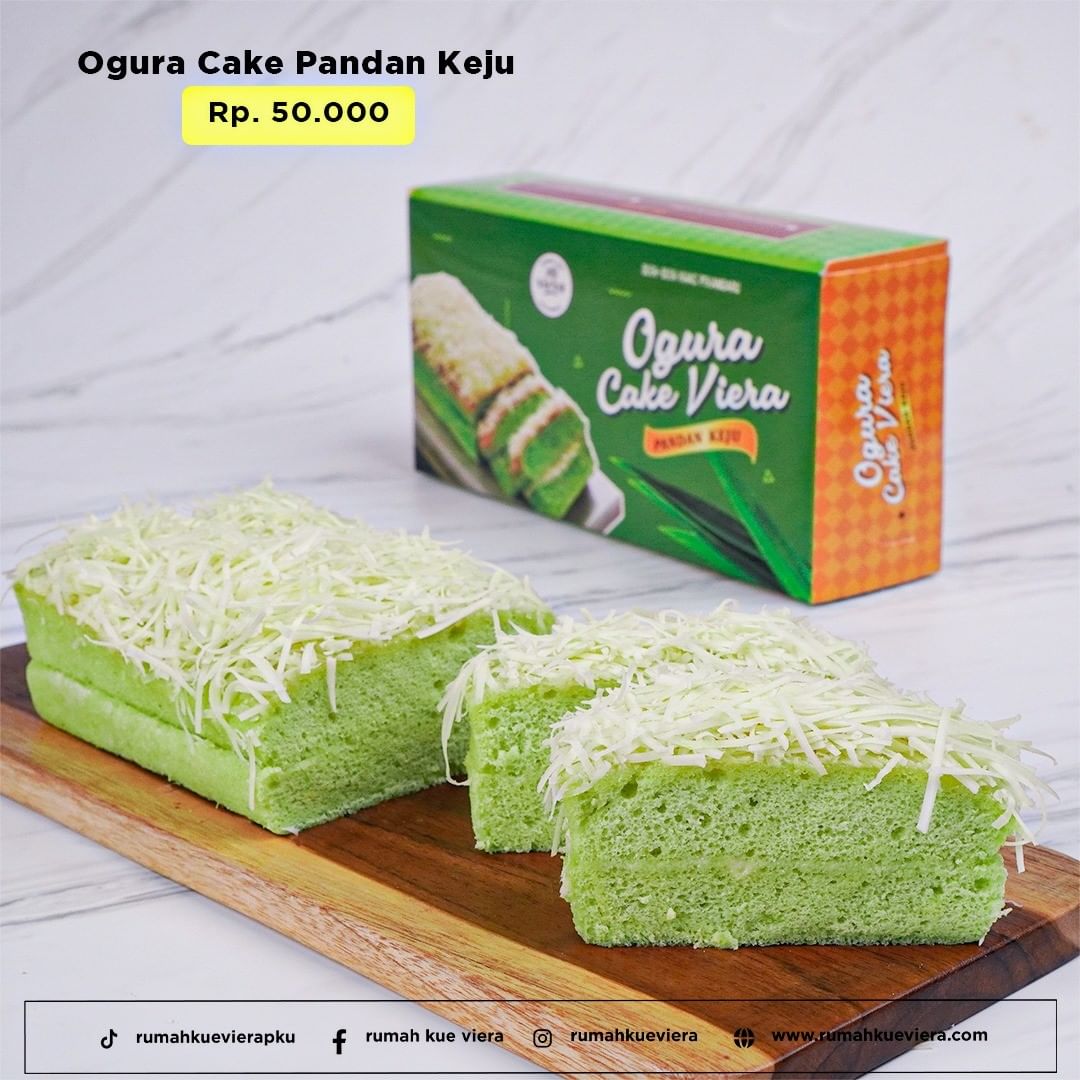 Ogura Cake Pandan Keju
Rp. 50.000
Ogura
Cake Viera
PANDAN KEJU
Ogura
Cake Viera
rumahkuevierapku
rumah kue viera
rumahkueviera
www.rumahkueviera.com